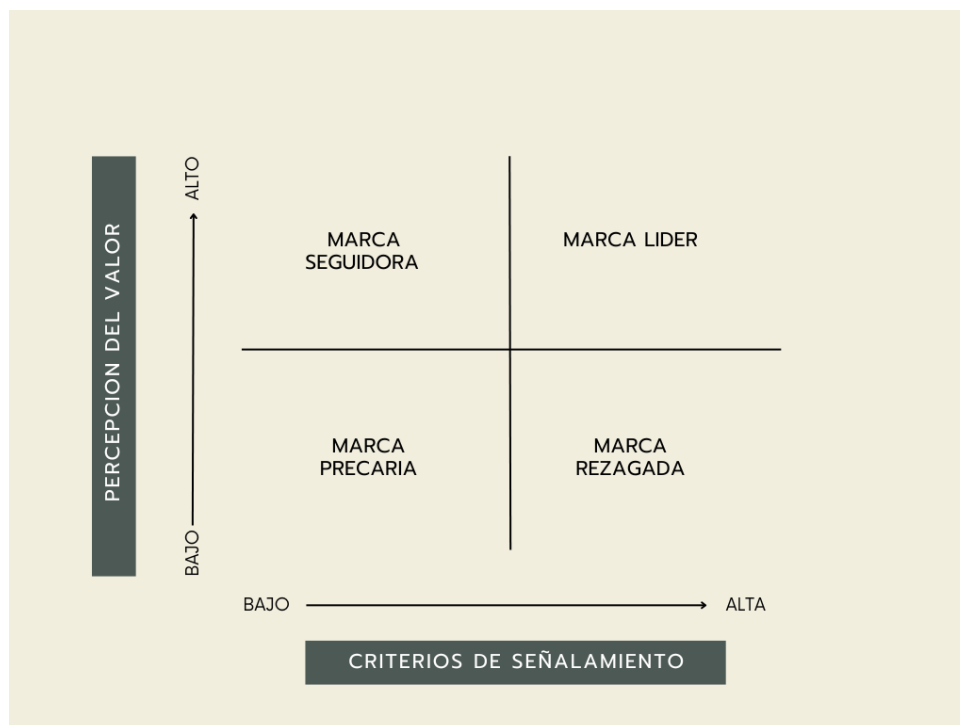 PERCEPCION DEL VALOR
ALTO
BAJO
MARCA
SEGUIDORA
MARCA LIDER
MARCA
PRECARIA
MARCA
REZAGADA
BAJO
ALTA
CRITERIOS DE SEÑALAMIENTO